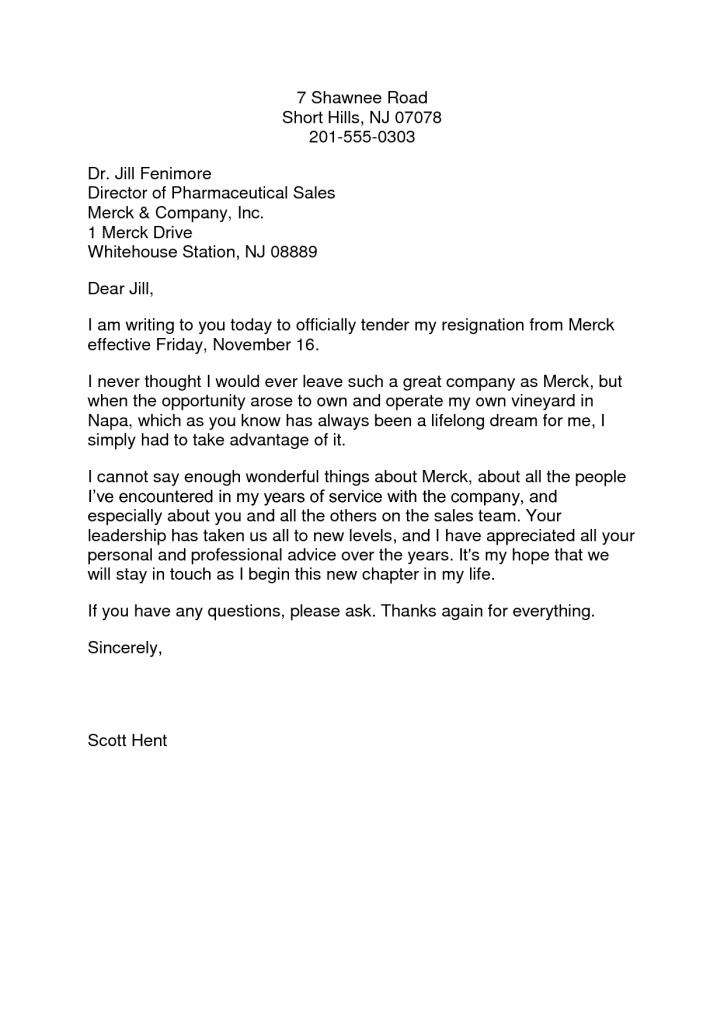 7 Shawnee Road
Short Hills, NJ 07078
201-555-0303
Dr. Jill Fenimore
Director of Pharmaceutical Sales
Merck & Company, Inc.
1 Merck Drive
Whitehouse Station, NJ 08889
Dear Jill,
I am writing to you today to officially tender my resignation from Merck
effective Friday, November 16.
I never thought I would ever leave such a great company as Merck, but
when the opportunity arose to own and operate my own vineyard in
Napa, which as you know has always been a lifelong dream for me, I
simply had to take advantage of it.
I cannot say enough wonderful things about Merck, about all the people
I’ve encountered in my years of service with the company, and
especially about you and all the others on the sales team. Your
leadership has taken us all to new levels, and I have appreciated all your
personal and professional advice over the years. It's my hope that we
will stay in touch as I begin this new chapter in my life.
If you have any questions, please ask. Thanks again for everything.
Sincerely,
Scott Hent